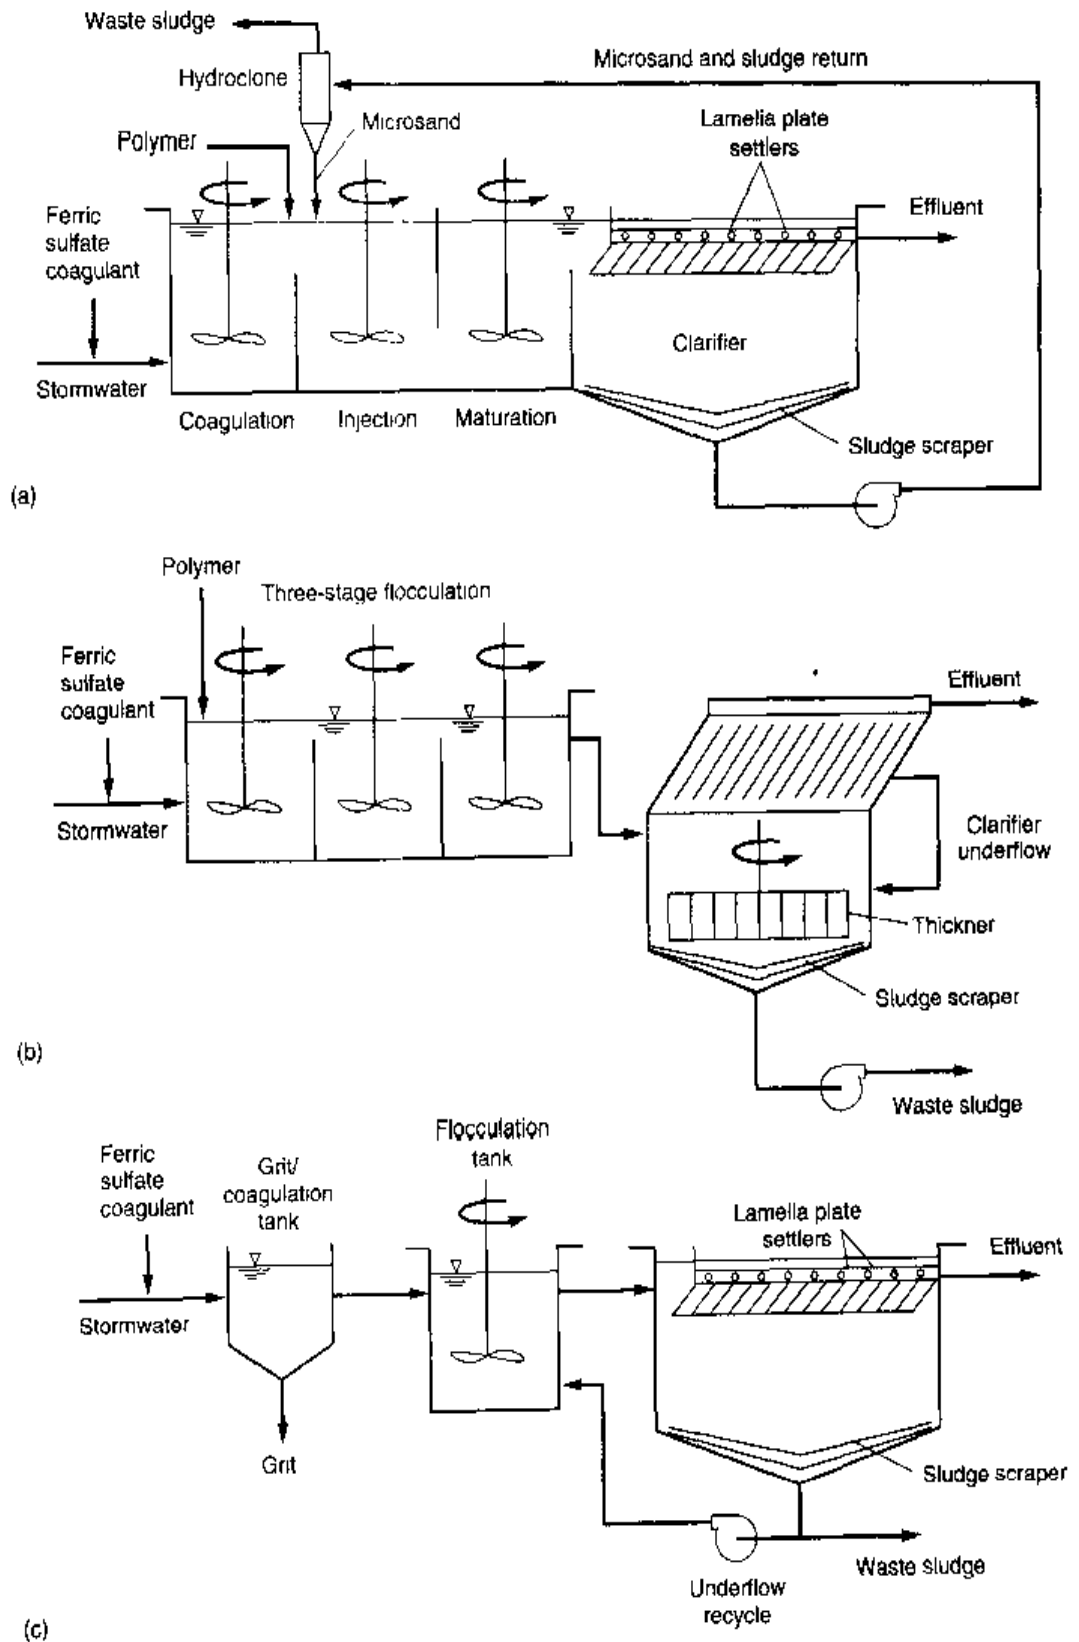 Waste sludge
Hydroclone
Microsand and sludge return
Microsand
Polymer
Lamella plate
settlers
Ferric
sulfate
coagulant
Effluent
Clarifier
Stormwater
Coagulation
Injection
Maturation
Sludge scraper
(a)
Polymer
Three-stage flocculation
Ferric
sulfate
coagulant
Effluent
Stormwater
Clarifier
underflow
Thickner
Sludge scraper
(b)
Waste sludge
Ferric
sulfate
coagulant
Grit/
coagulation
tank
Flocculation
tank
Lamella plate
settlers
Effluent
Stormwater
Grit
Sludge scraper
Waste sludge
Underflow
recycle
(c)